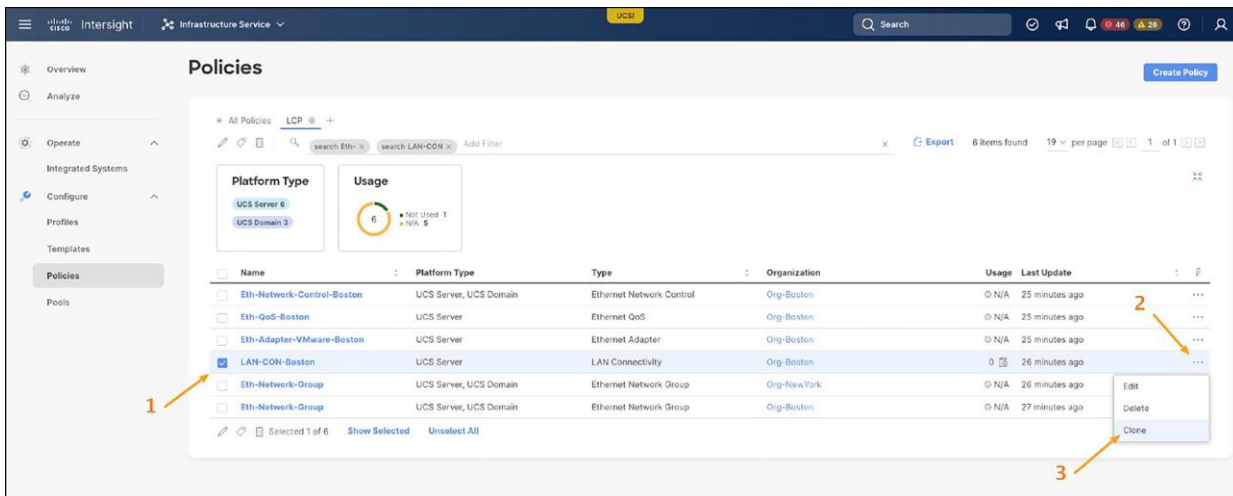 cisco Intersight Infrastructure Service UCSI Search 46 26
Overview
Analyze
Operate
Integrated Systems
Configure
Profiles
Templates
Policies
Pools
Policies
Create Policy
All Policies LCP +
search Eth- × search LAN-CON × Add Filter × Export 6 items found 19 per page 1 of 1
Platform Type
UCS Server 6
UCS Domain 3
Usage
6
Not Used 1
N/A 5
Name Platform Type Type Organization Usage Last Update
Eth-Network-Control-Boston UCS Server, UCS Domain Ethernet Network Control Org-Boston N/A 25 minutes ago ...
Eth-QoS-Boston UCS Server Ethernet QoS Org-Boston N/A 25 minutes ago ...
Eth-Adapter-VMware-Boston UCS Server Ethernet Adapter Org-Boston N/A 25 minutes ago ...
LAN-CON-Boston UCS Server LAN Connectivity Org-Boston 0 26 minutes ago ...
Eth-Network-Group UCS Server, UCS Domain Ethernet Network Group Org-NewYork N/A 26 minutes ago
Eth-Network-Group UCS Server, UCS Domain Ethernet Network Group Org-Boston N/A 27 minutes ago
Selected 1 of 6 Show Selected Unselect All
Edit
Delete
Clone
1
2
3